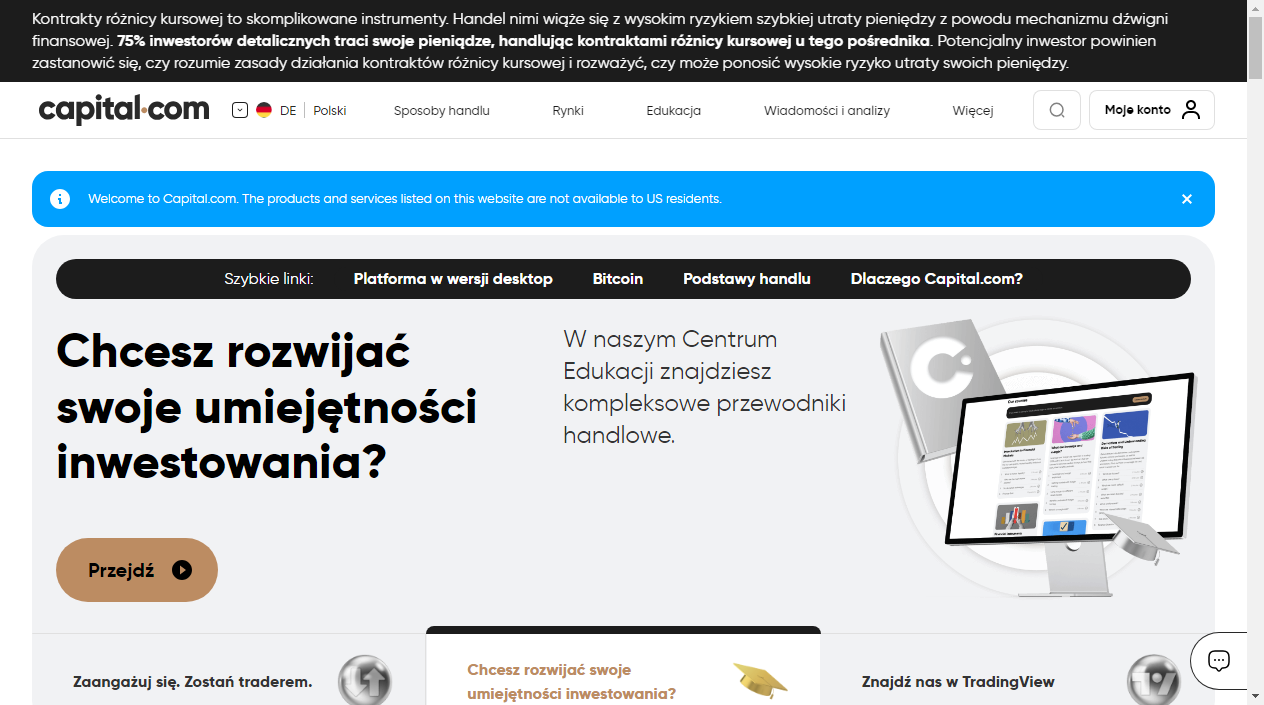 Kontrakty różnicy kursowej to skomplikowane instrumenty. Handel nimi wiąże się z wysokim ryzykiem szybkiej utraty pieniędzy z powodu mechanizmu dźwigni
finansowej. 75% inwestorów detalicznych traci swoje pieniądze, handlując kontraktami różnicy kursowej u tego pośrednika. Potencjalny inwestor powinien
zastanowić się, czy rozumie zasady działania kontraktów różnicy kursowej i rozważyć, czy może ponosić wysokie ryzyko utraty swoich pieniędzy.
capital.com DE Polski Sposoby handlu Rynki Edukacja Wiadomości i analizy Więcej Moje konto
Welcome to Capital.com. The products and services listed on this website are not available to US residents.
Szybkie linki: Platforma w wersji desktop Bitcoin Podstawy handlu Dlaczego Capital.com?
Chcesz rozwijać
swoje umiejętności
inwestowania?
W naszym Centrum
Edukacji znajdziesz
kompleksowe przewodniki
handlowe.
Przejdź
Zaangażuj się. Zostań traderem.
Chcesz rozwijać swoje
umiejętności inwestowania?
Znajdź nas w TradingView